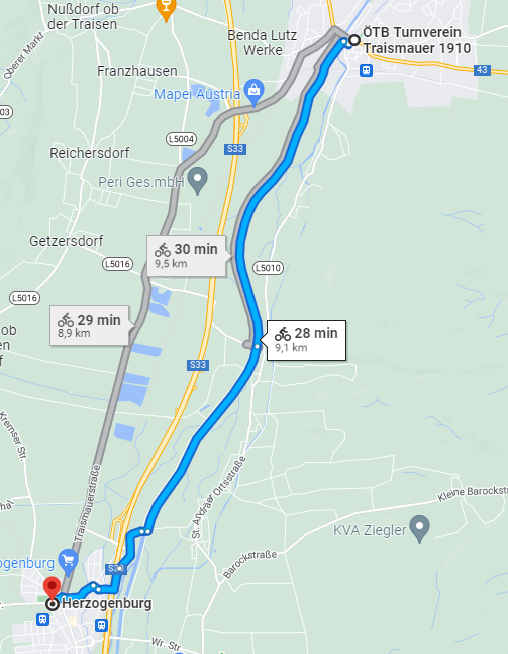 Nußdorf ob
der Traisen
Oberer Markt
Benda Lutz
Werke
ÖTB Turnverein
Traismauer 1910
43
Franzhausen
Mapei Austria
03
L5004
S33
Reichersdorf
Peri Ges.mbH
Getzersdorf
30 min
9,5 km
L5016
L5010
L5016
29 min
8,9 km
28 min
9,1 km
ob
en
f
S33
Kremser Str.
Traismauerstraße
St. Andräer Ortsstraße
Kleine Barockstr
KVA Ziegler
Barockstraße
ogenburg
S33
Herzogenburg
Wr. Str.